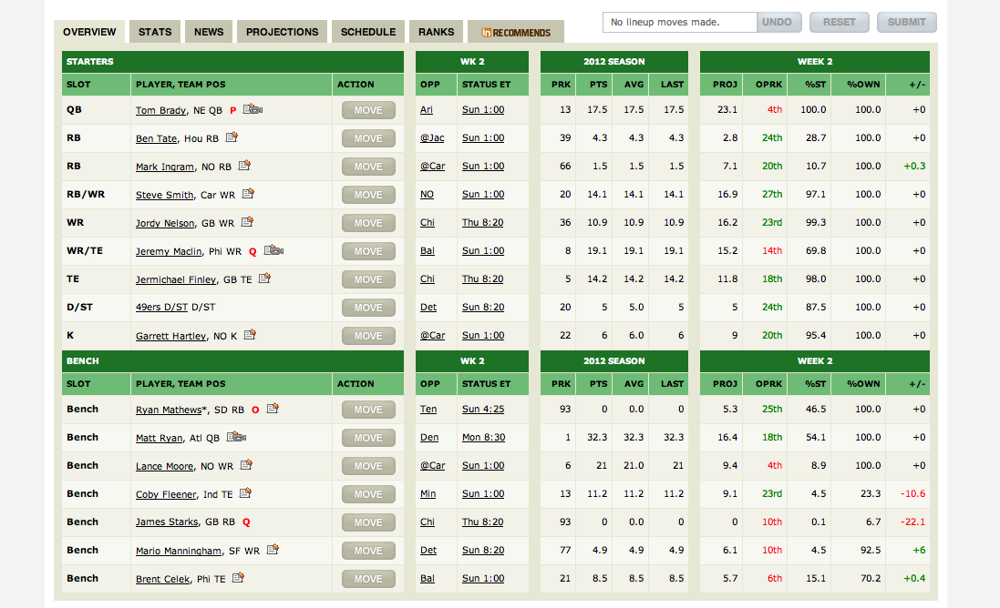 No lineup moves made. UNDO RESET SUBMIT
OVERVIEW STATS NEWS PROJECTIONS SCHEDULE RANKS in RECOMMENDS
STARTERS WK 2 2012 SEASON WEEK 2
SLOT PLAYER, TEAM POS ACTION OPP STATUS ET PRK PTS AVG LAST PROJ OPRK %ST %OWN +/-
QB Tom Brady, NE QB P MOVE Ari Sun 1:00 13 17.5 17.5 17.5 23.1 4th 100.0 100.0 +0
RB Ben Tate, Hou RB MOVE @Jac Sun 1:00 39 4.3 4.3 4.3 2.8 24th 28.7 100.0 +0
RB Mark Ingram, NO RB MOVE @Car Sun 1:00 66 1.5 1.5 1.5 7.1 20th 10.7 100.0 +0.3
RB/WR Steve Smith, Car WR MOVE NO Sun 1:00 20 14.1 14.1 14.1 16.9 27th 97.1 100.0 +0
WR Jordy Nelson, GB WR MOVE Chi Thu 8:20 36 10.9 10.9 10.9 16.2 23rd 99.3 100.0 +0
WR/TE Jeremy Maclin, Phi WR Q MOVE Bal Sun 1:00 8 19.1 19.1 19.1 15.2 14th 69.8 100.0 +0
TE Jermichael Finley, GB TE MOVE Chi Thu 8:20 5 14.2 14.2 14.2 11.8 18th 98.0 100.0 +0
D/ST 49ers D/ST D/ST MOVE Det Sun 8:20 20 5 5.0 5 5 24th 87.5 100.0 +0
K Garrett Hartley, NO K MOVE @Car Sun 1:00 22 6 6.0 6 9 20th 95.4 100.0 +0
BENCH WK 2 2012 SEASON WEEK 2
SLOT PLAYER, TEAM POS ACTION OPP STATUS ET PRK PTS AVG LAST PROJ OPRK %ST %OWN +/-
Bench Ryan Mathews*, SD RB O MOVE Ten Sun 4:25 93 0 0.0 0 5.3 25th 46.5 100.0 +0
Bench Matt Ryan, Atl QB MOVE Den Mon 8:30 1 32.3 32.3 32.3 16.4 18th 54.1 100.0 +0
Bench Lance Moore, NO WR MOVE @Car Sun 1:00 6 21 21.0 21 9.4 4th 8.9 100.0 +0
Bench Coby Fleener, Ind TE MOVE Min Sun 1:00 13 11.2 11.2 11.2 9.1 23rd 4.5 23.3 -10.6
Bench James Starks, GB RB Q MOVE Chi Thu 8:20 93 0 0.0 0 0 10th 0.1 6.7 -22.1
Bench Mario Manningham, SF WR MOVE Det Sun 8:20 77 4.9 4.9 4.9 6.1 10th 4.5 92.5 +6
Bench Brent Celek, Phi TE MOVE Bal Sun 1:00 21 8.5 8.5 8.5 5.7 6th 15.1 70.2 +0.4